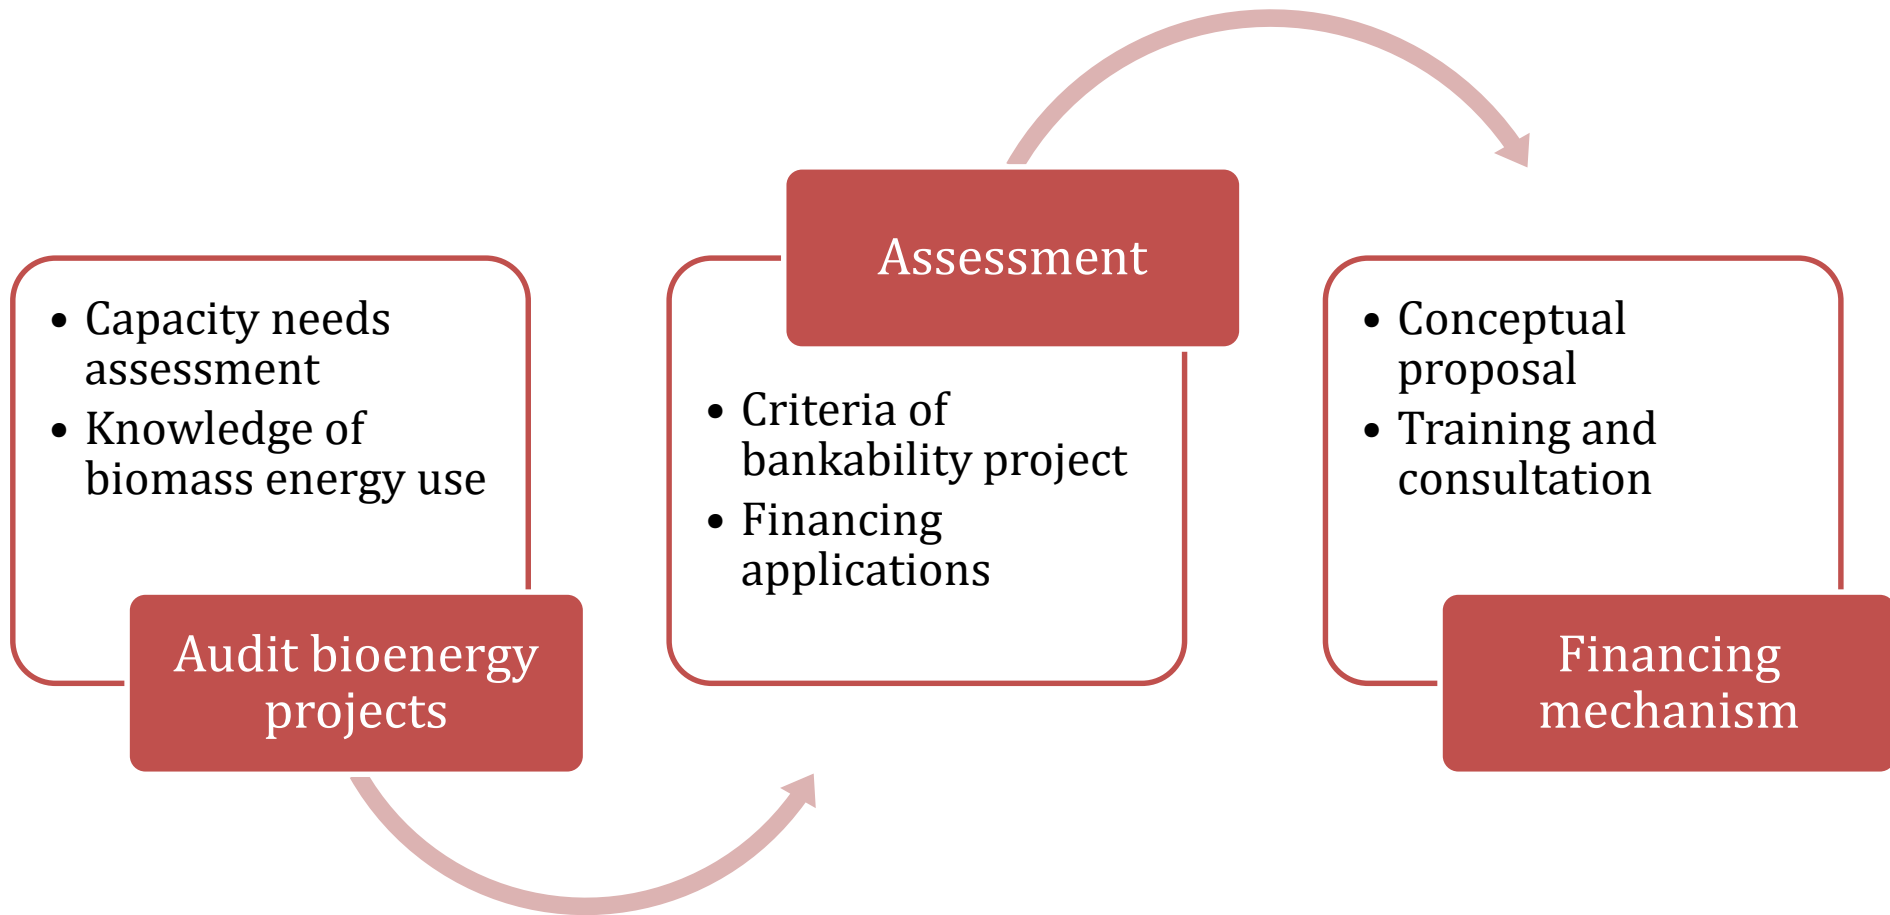 • Capacity needs
assessment
• Knowledge of
biomass energy use
Audit bioenergy
projects
Assessment
• Criteria of
bankability project
• Financing
applications
• Conceptual
proposal
• Training and
consultation
Financing
mechanism